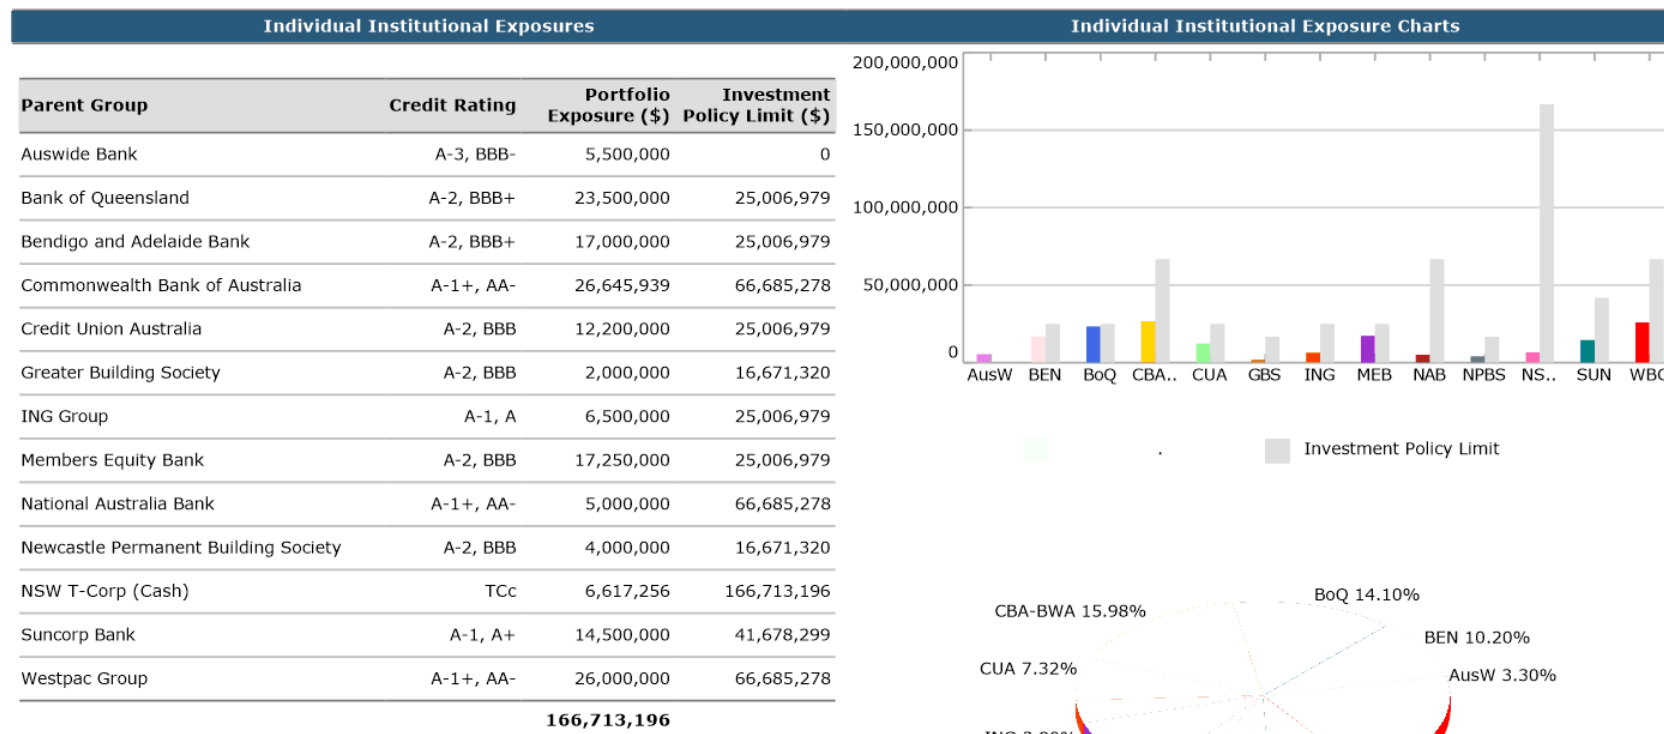 Individual Institutional Exposures
Parent Group Credit Rating Portfolio Exposure ($) Investment Policy Limit ($)
Auswide Bank A-3, BBB- 5,500,000 0
Bank of Queensland A-2, BBB+ 23,500,000 25,006,979
Bendigo and Adelaide Bank A-2, BBB+ 17,000,000 25,006,979
Commonwealth Bank of Australia A-1+, AA- 26,645,939 66,685,278
Credit Union Australia A-2, BBB 12,200,000 25,006,979
Greater Building Society A-2, BBB 2,000,000 16,671,320
ING Group A-1, A 6,500,000 25,006,979
Members Equity Bank A-2, BBB 17,250,000 25,006,979
National Australia Bank A-1+, AA- 5,000,000 66,685,278
Newcastle Permanent Building Society A-2, BBB 4,000,000 16,671,320
NSW T-Corp (Cash) TCc 6,617,256 166,713,196
Suncorp Bank A-1, A+ 14,500,000 41,678,299
Westpac Group A-1+, AA- 26,000,000 66,685,278
166,713,196
Individual Institutional Exposure Charts
200,000,000
150,000,000
100,000,000
50,000,000
0
AusW BEN BoQ CBA.. CUA GBS ING MEB NAB NPBS NS.. SUN WBC
Investment Policy Limit
BoQ 14.10%
CBA-BWA 15.98%
BEN 10.20%
CUA 7.32%
AusW 3.30%